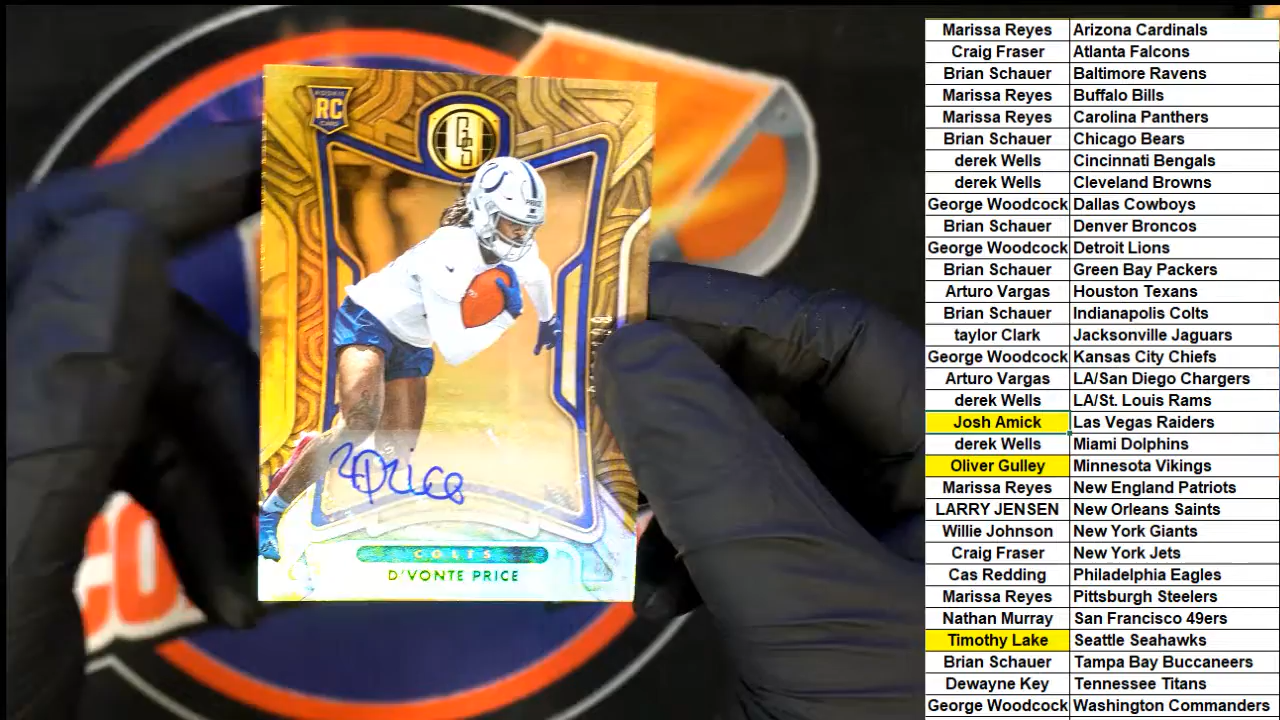 ROOKIE
RC
CARD
GS
PRICE
COLTS
D'VONTE PRICE
Marissa Reyes Arizona Cardinals
Craig Fraser Atlanta Falcons
Brian Schauer Baltimore Ravens
Marissa Reyes Buffalo Bills
Marissa Reyes Carolina Panthers
Brian Schauer Chicago Bears
derek Wells Cincinnati Bengals
derek Wells Cleveland Browns
George Woodcock Dallas Cowboys
Brian Schauer Denver Broncos
George Woodcock Detroit Lions
Brian Schauer Green Bay Packers
Arturo Vargas Houston Texans
Brian Schauer Indianapolis Colts
taylor Clark Jacksonville Jaguars
George Woodcock Kansas City Chiefs
Arturo Vargas LA/San Diego Chargers
derek Wells LA/St. Louis Rams
Josh Amick Las Vegas Raiders
derek Wells Miami Dolphins
Oliver Gulley Minnesota Vikings
Marissa Reyes New England Patriots
LARRY JENSEN New Orleans Saints
Willie Johnson New York Giants
Craig Fraser New York Jets
Cas Redding Philadelphia Eagles
Marissa Reyes Pittsburgh Steelers
Nathan Murray San Francisco 49ers
Timothy Lake Seattle Seahawks
Brian Schauer Tampa Bay Buccaneers
Dewayne Key Tennessee Titans
George Woodcock Washington Commanders